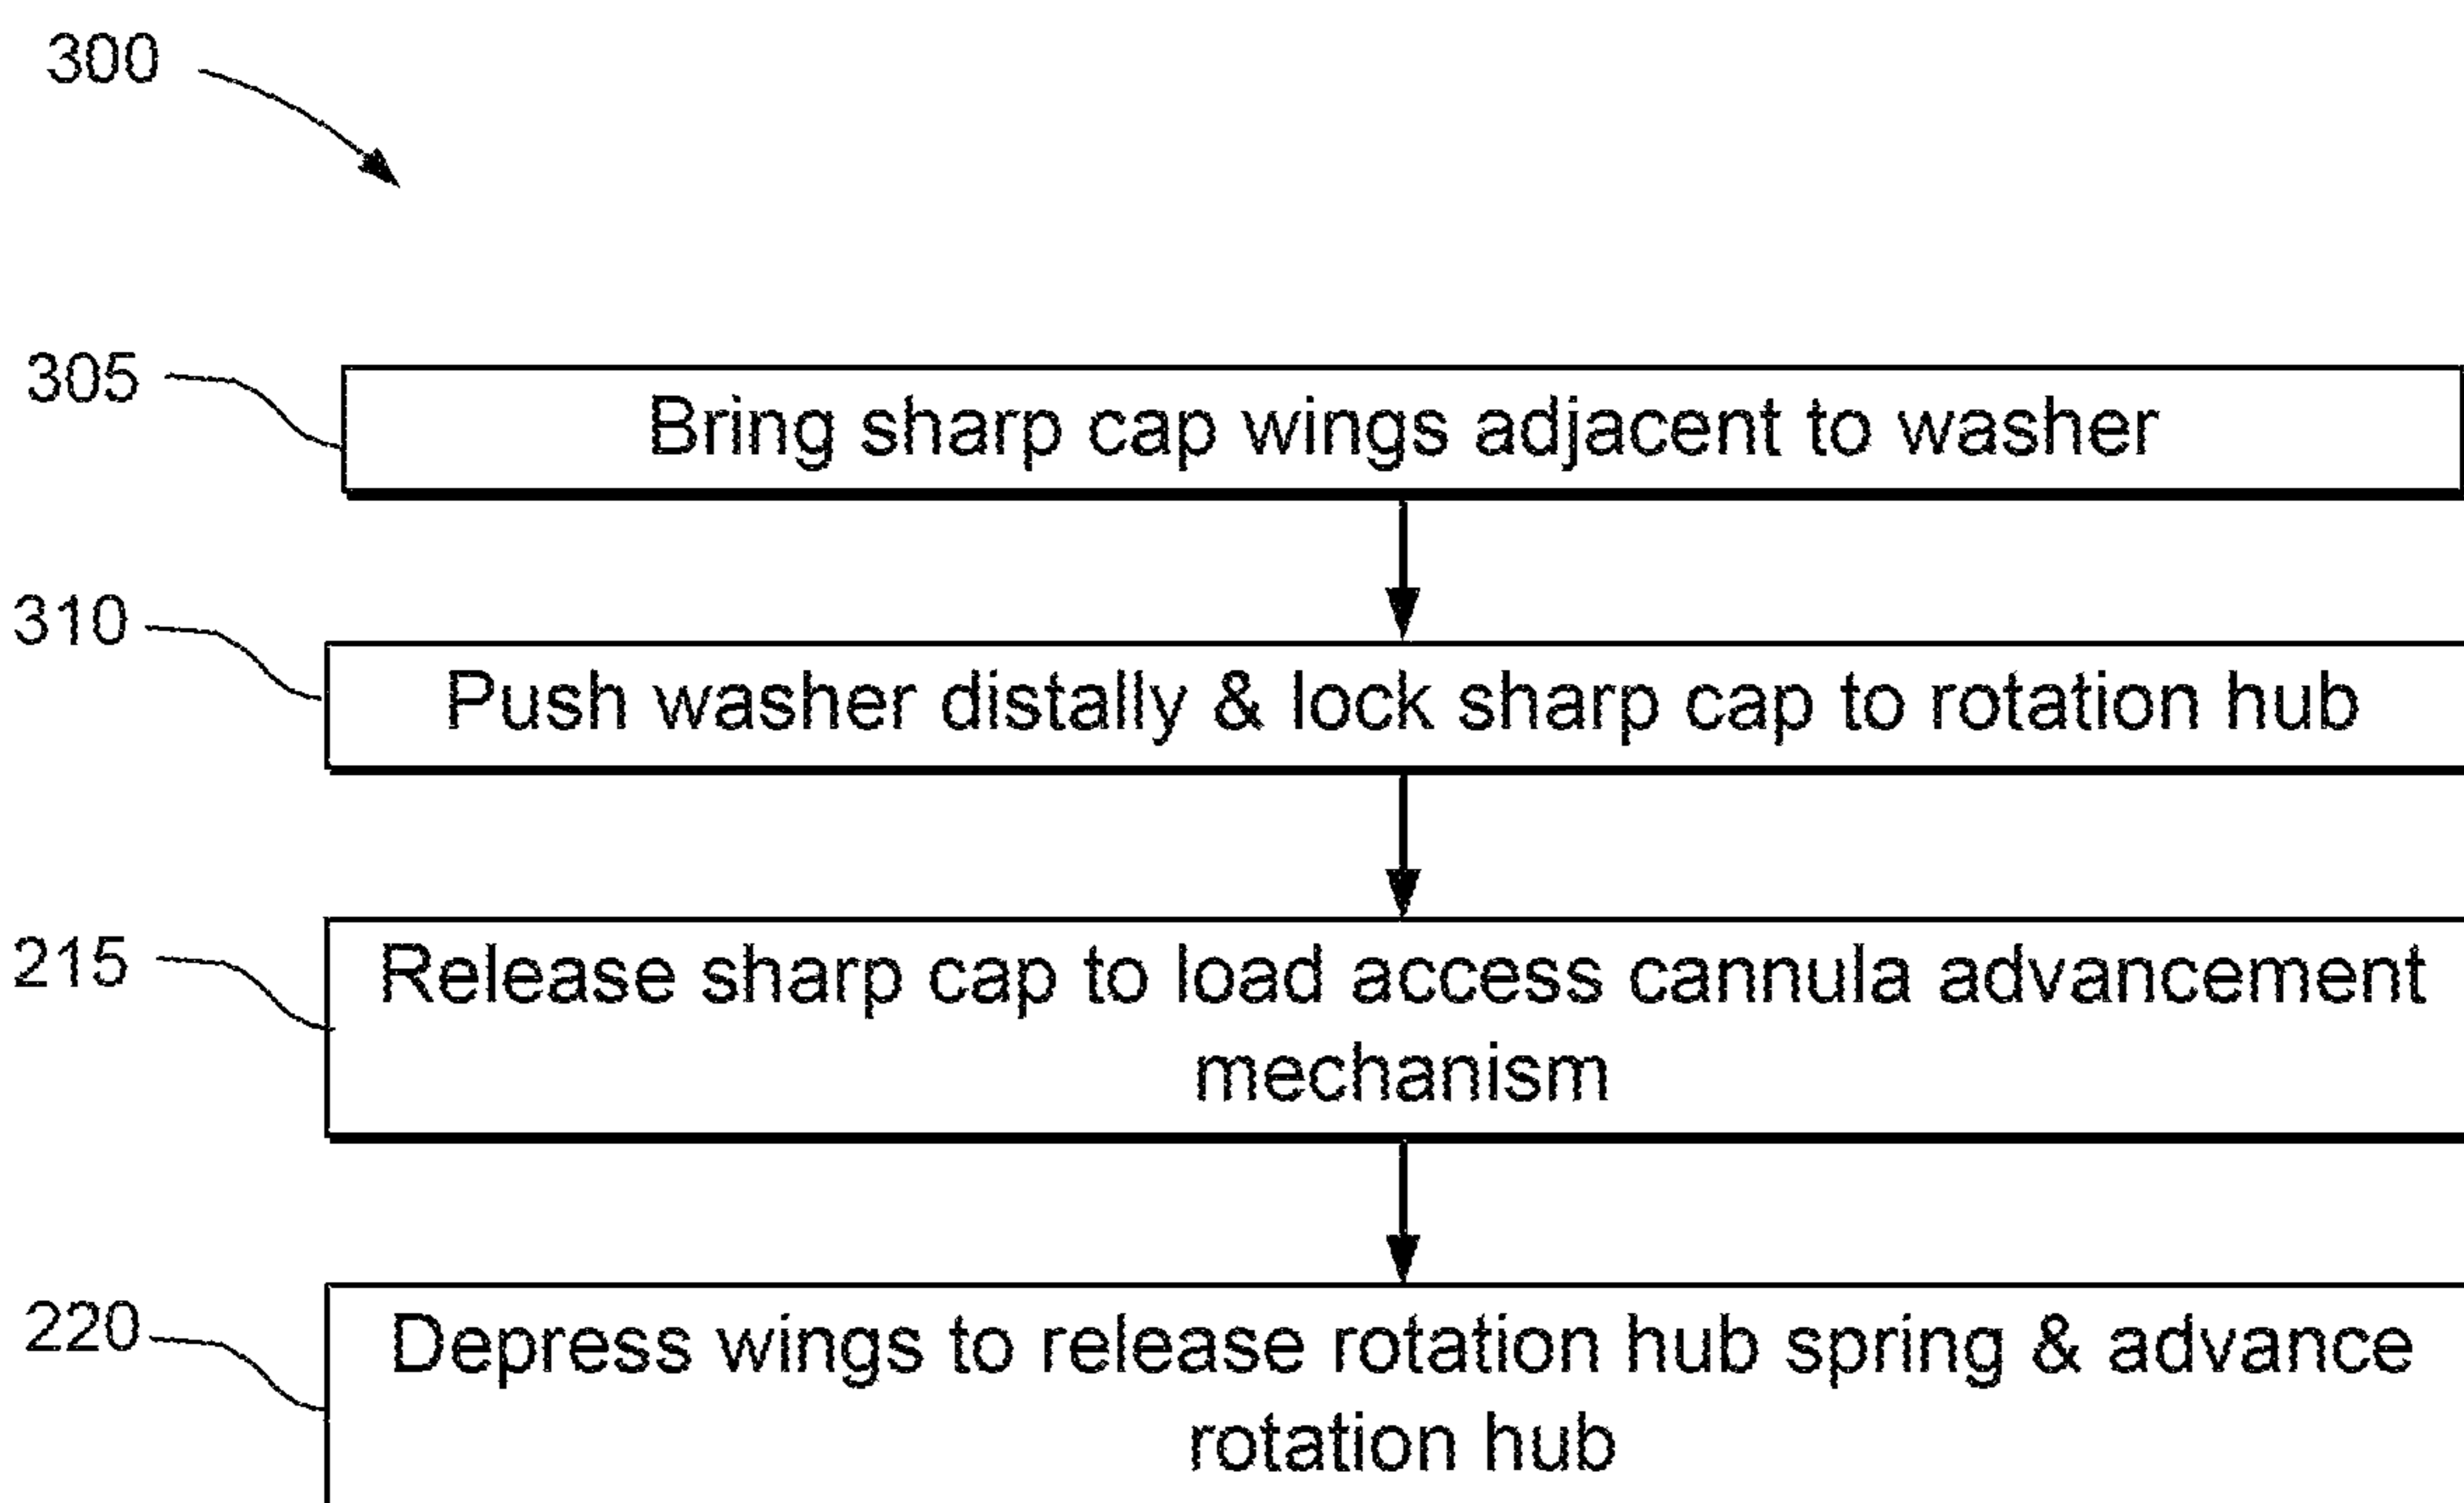 300
305
Bring sharp cap wings adjacent to washer
310
Push washer distally & lock sharp cap to rotation hub
215
Release sharp cap to load access cannula advancement
mechanism
220
Depress wings to release rotation hub spring & advance
rotation hub